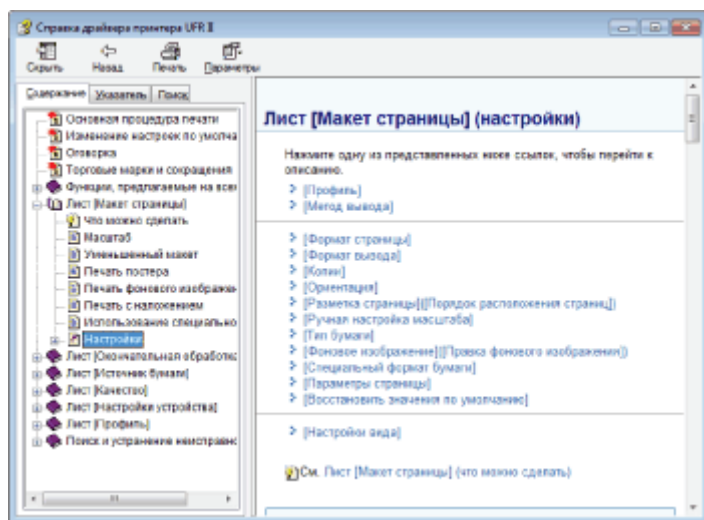 Справка драйвера принтера UFR II
Скрыть Назад Печать Параметры
Содержание Указатель Поиск
Основная процедура печати
Изменение настроек по умолча
Оговорка
Торговые марки и сокращения
Функции, предлагаемые на всех
Лист [Макет страницы]
Что можно сделать
Масштаб
Уменьшенный макет
Печать постера
Печать фонового изображен
Печать с наложением
Использование специально
Настройки
Лист [Окончательная обработка
Лист [Источник бумаги]
Лист [Качество]
Лист [Настройки устройства]
Лист [Профиль]
Поиск и устранение неисправно
Лист [Макет страницы] (настройки)
Нажмите одну из представленных ниже ссылок, чтобы перейти к
описанию.
[Профиль]
[Метод вывода]
[Формат страницы]
[Формат вывода]
[Копии]
[Ориентация]
[Разметка страницы]([Порядок расположения страниц])
[Ручная настройка масштаба]
[Тип бумаги]
[Фоновое изображение]([Правка фонового изображения])
[Специальный формат бумаги]
[Параметры страницы]
[Восстановить значения по умолчанию]
[Настройки вида]
См. Лист [Макет страницы] (что можно сделать)